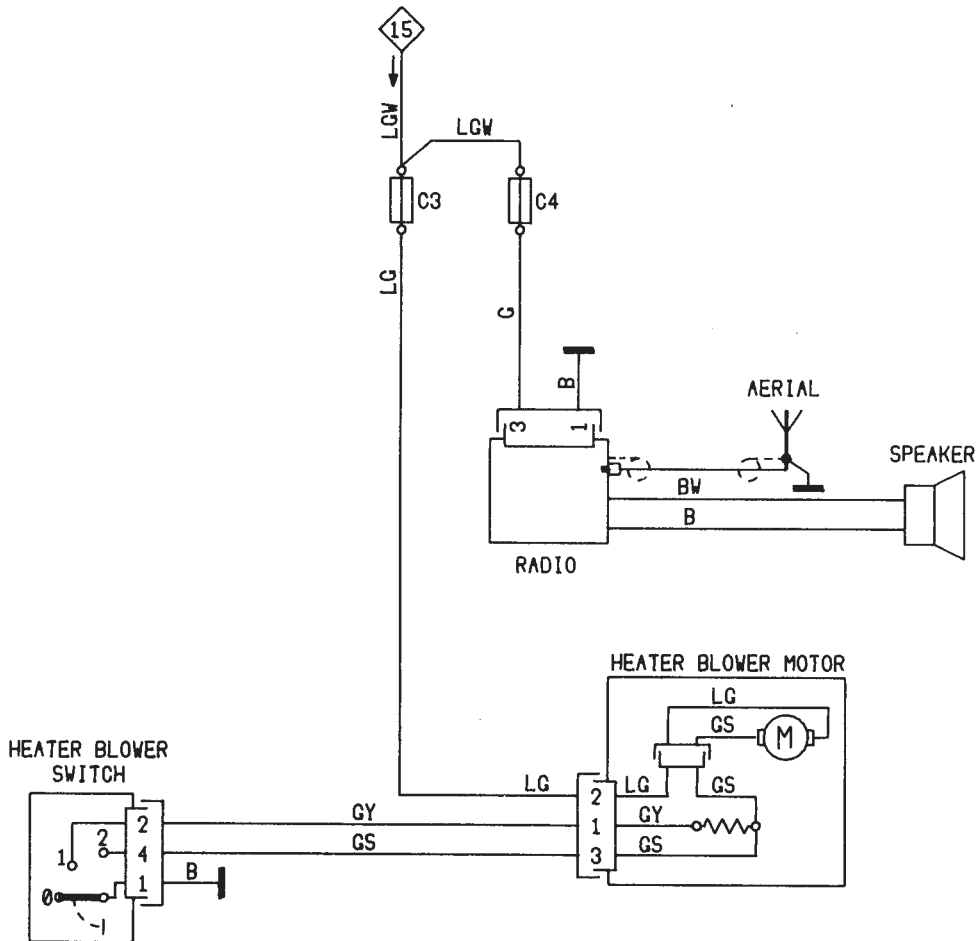 15
LGW
LGW
C3
C4
LG
G
B
AERIAL
3
1
SPEAKER
BW
B
RADIO
HEATER BLOWER MOTOR
LG
GS
M
HEATER BLOWER
SWITCH
LG
2
LG
GS
2
GY
1
GY
1
2
4
GS
3
GS
0
1
B